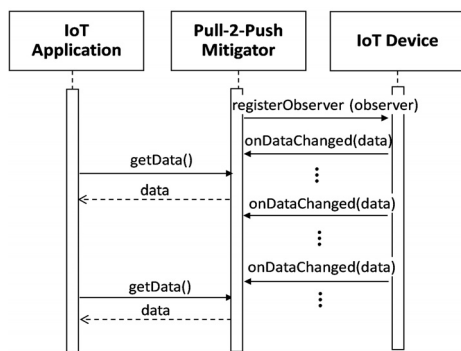 IoT
Application
Pull-2-Push
Mitigator
IoT Device
registerObserver (observer)
onDataChanged(data)
getData()
data
onDataChanged(data)
onDataChanged(data)
getData()
data